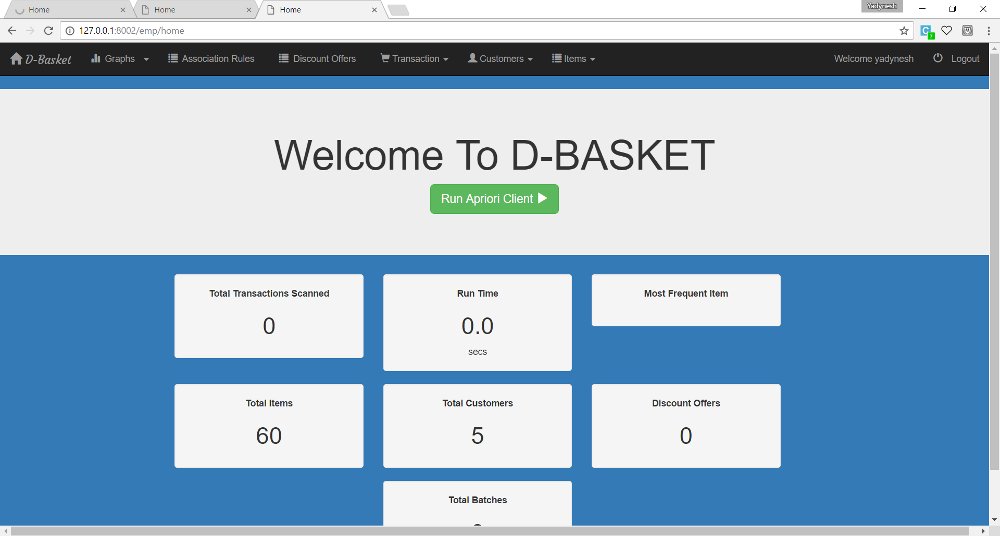 Home
Home
Home
Yadynesh
127.0.0.1:8002/emp/home
C
7
M
D-Basket
Graphs
Association Rules
Discount Offers
Transaction
Customers
Items
Welcome yadynesh
Logout
Welcome To D-BASKET
Run Apriori Client
Total Transactions Scanned
0
Run Time
0.0
secs
Most Frequent Item
Total Items
60
Total Customers
5
Discount Offers
0
Total Batches